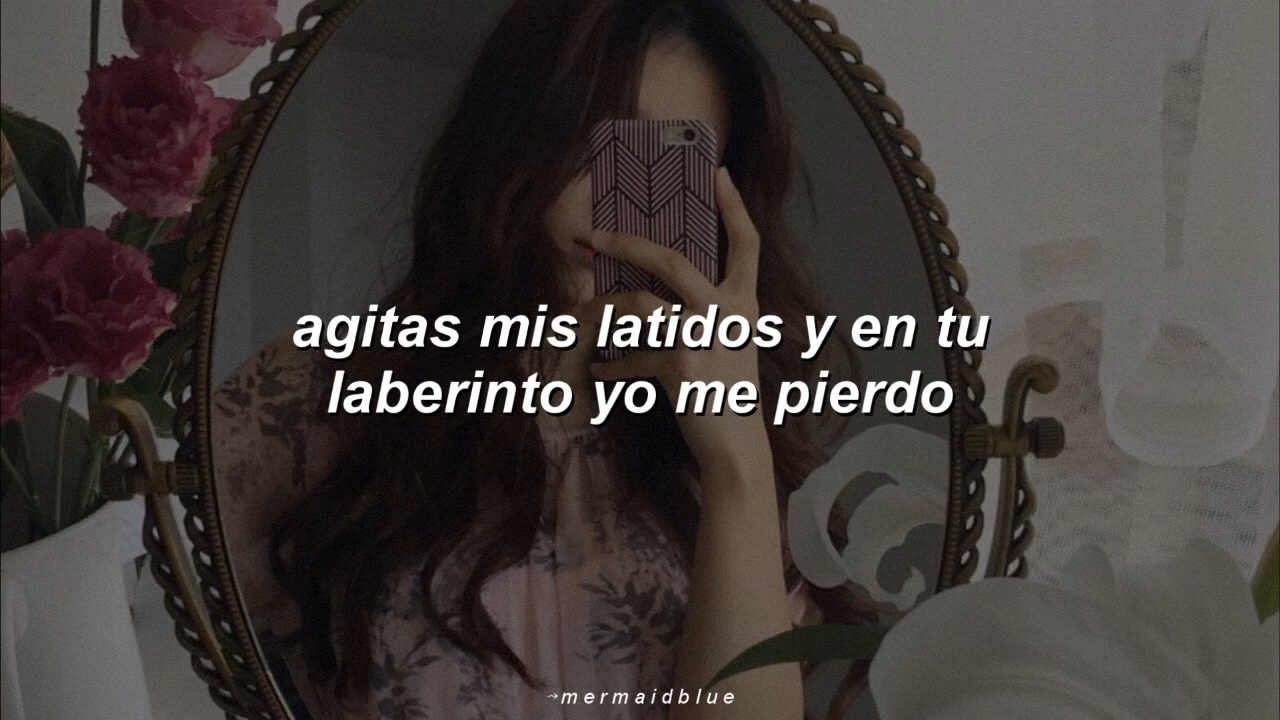 agitas mis latidos y en tu
laberinto yo me pierdo
→mermaidblue